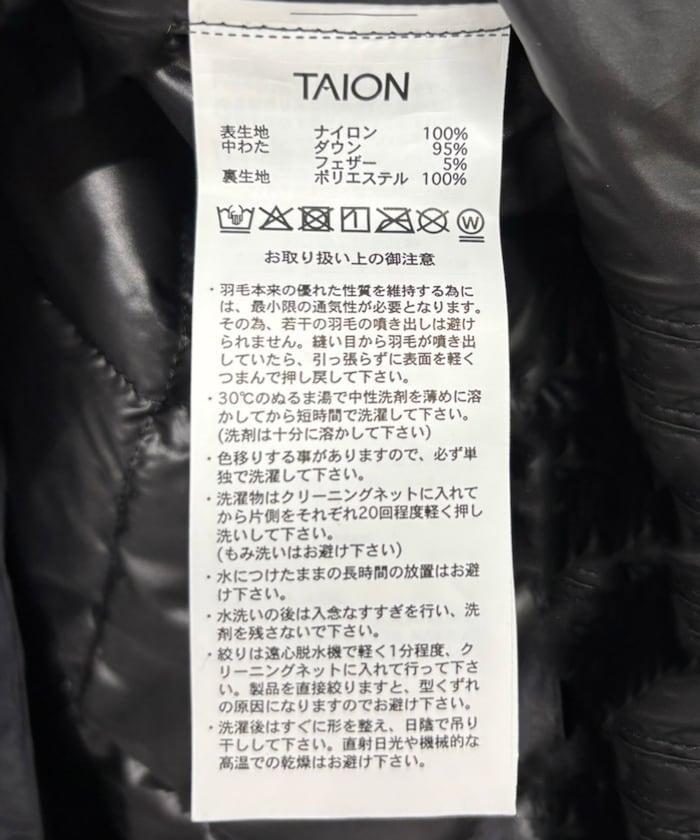 TAION
表生地 ナイロン 100%
中わた ダウン 95%
フェザー 5%
裏生地 ポリエステル 100%
W
お取り扱い上の御注意
・羽毛本来の優れた性質を維持する為に
は、最小限の通気性が必要となります。
その為、若干の羽毛の噴き出しは避け
られません。縫い目から羽毛が噴き出
していたら、引っ張らずに表面を軽く
つまんで押し戻して下さい。
・30℃のぬるま湯で中性洗剤を薄めに溶
かしてから短時間で洗濯して下さい。
(洗剤は十分に溶かして下さい)
・色移りする事がありますので、必ず単
独で洗濯して下さい。
・洗濯物はクリーニングネットに入れて
から片側をそれぞれ20回程度軽く押し
洗いして下さい。
(もみ洗いはお避け下さい)
・水につけたままの長時間の放置はお避
け下さい。
・水洗いの後は入念なすすぎを行い、洗
剤を残さないで下さい。
・絞りは遠心脱水機で軽く1分程度、ク
リーニングネットに入れて行って下さ
い。製品を直接絞りますと、型くずれ
の原因になりますのでお避け下さい。
・洗濯後はすぐに形を整え、日陰で吊り
干しして下さい。直射日光や機械的な
高温での乾燥はお避け下さい。